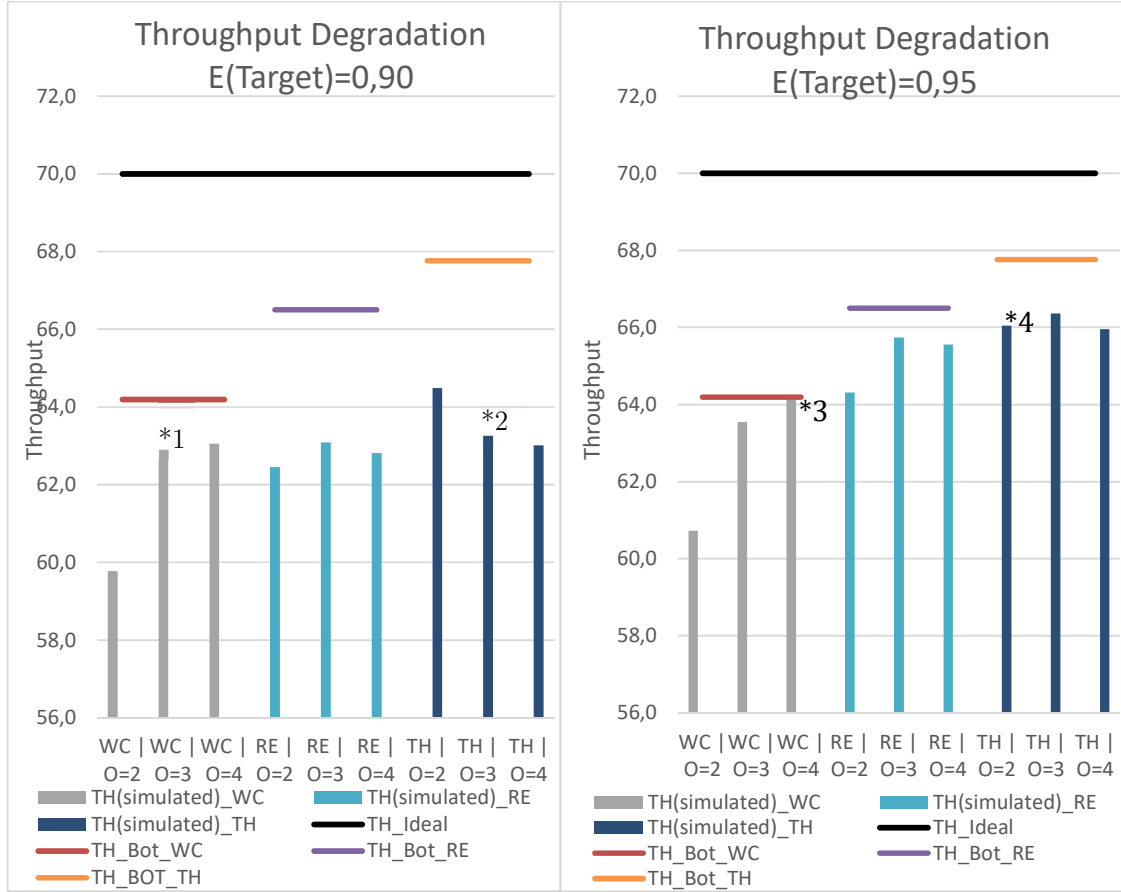 Throughput Degradation
E(Target)=0,90
72,0
70,0
68,0
66,0
64,0
62,0
60,0
58,0
56,0
Throughput
*1
*2
WC | WC | WC | RE | RE | RE | TH | TH | TH |
O=2 O=3 O=4 O=2 O=3 O=4 O=2 O=3 O=4
TH(simulated)_WC TH(simulated)_RE
TH(simulated)_TH TH_Ideal
TH_Bot_WC TH_Bot_RE
TH_BOT_TH
Throughput Degradation
E(Target)=0,95
72,0
70,0
68,0
66,0
64,0
62,0
60,0
58,0
56,0
Throughput
*3
*4
WC | WC | WC | RE | RE | RE | TH | TH | TH |
O=2 O=3 O=4 O=2 O=3 O=4 O=2 O=3 O=4
TH(simulated)_WC TH(simulated)_RE
TH(simulated)_TH TH_Ideal
TH_Bot_WC TH_Bot_RE
TH_Bot_TH